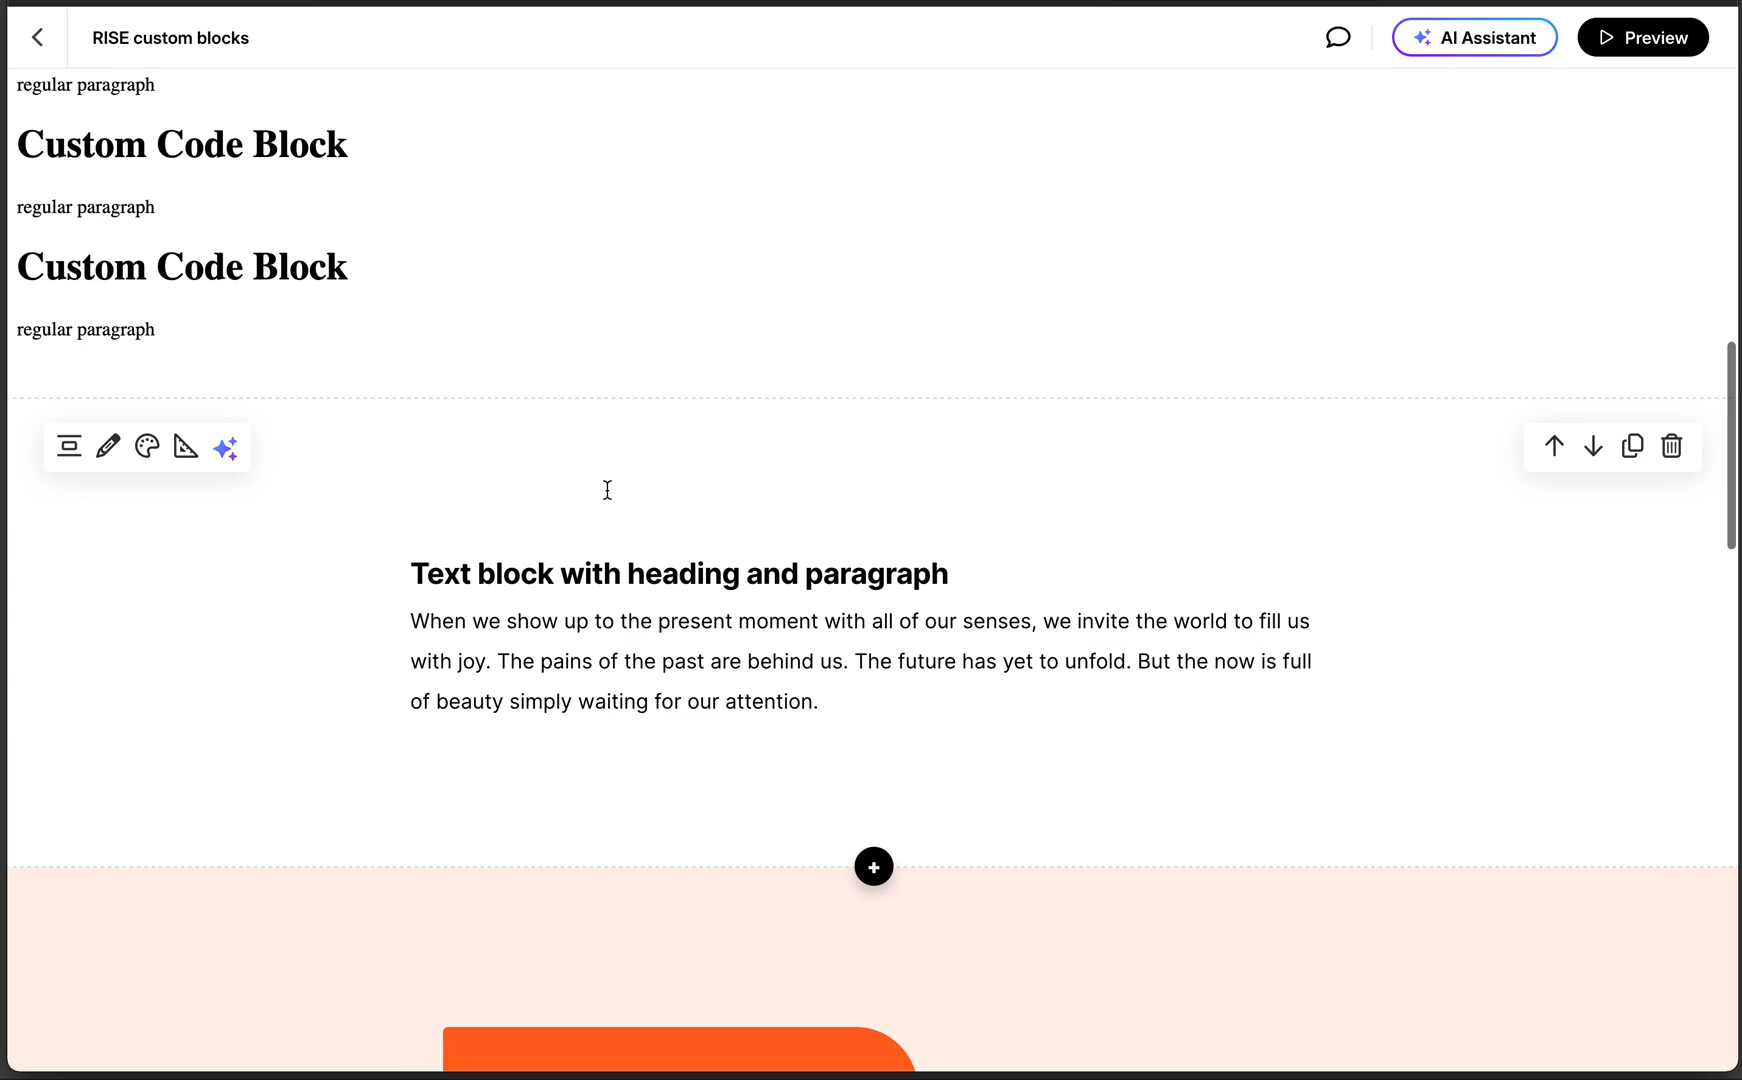 RISE custom blocks
AI Assistant
Preview
regular paragraph
Custom Code Block
regular paragraph
Custom Code Block
regular paragraph
Text block with heading and paragraph
When we show up to the present moment with all of our senses, we invite the world to fill us
with joy. The pains of the past are behind us. The future has yet to unfold. But the now is full
of beauty simply waiting for our attention.